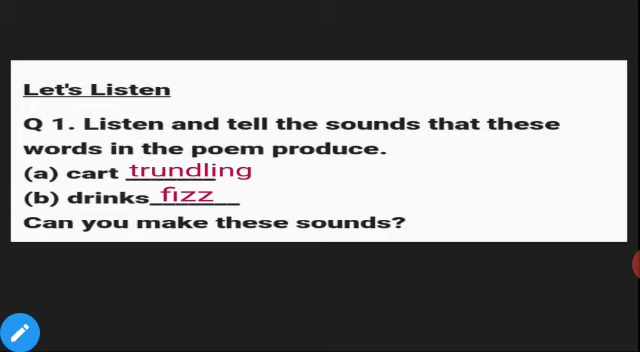 Let's Listen
Q 1. Listen and tell the sounds that these
words in the poem produce.
(a) cart trundling
(b) drinks fizz
Can you make these sounds?